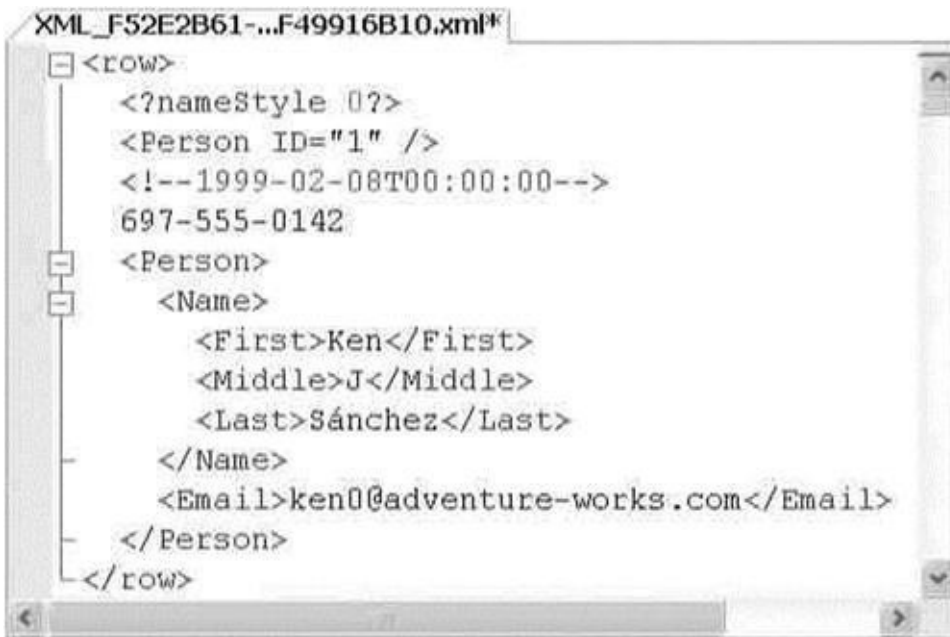 XML_F52E2B61-...F49916B10.xml*
<row>
<?nameStyle 0?>
<Person ID="1" />
<!--1999-02-08T00:00:00-->
697-555-0142
<Person>
<Name>
<First>Ken</First>
<Middle>J</Middle>
<Last>Sánchez</Last>
</Name>
<Email>ken0@adventure-works.com</Email>
</Person>
</row>